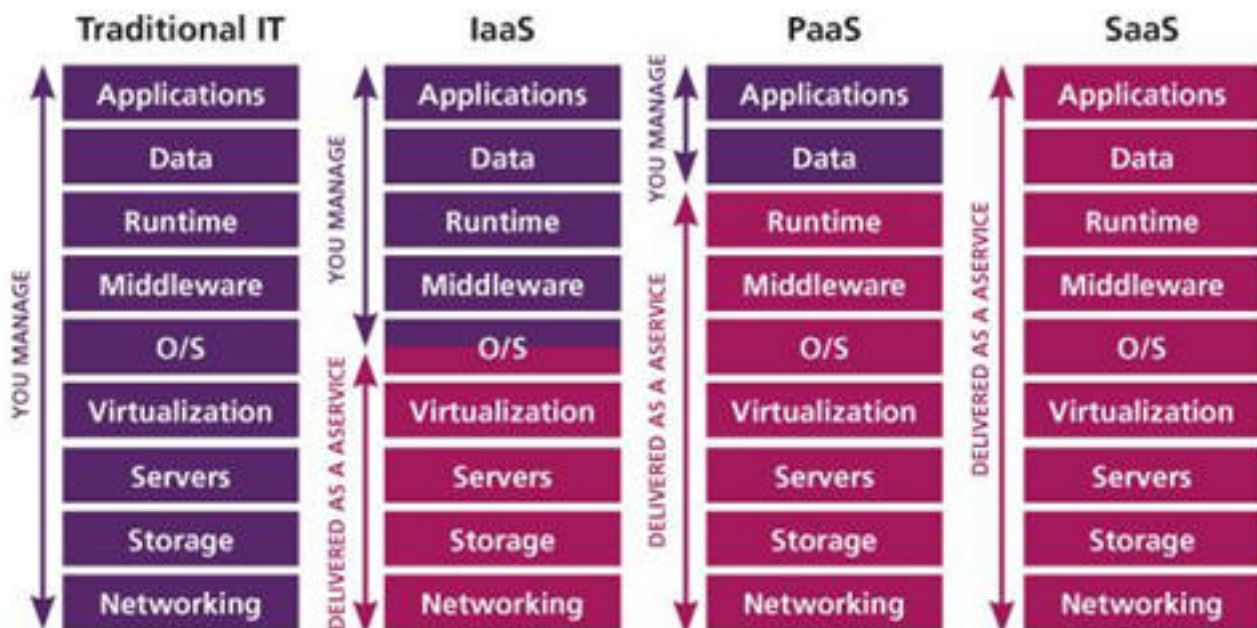 Traditional IT
IaaS
PaaS
SaaS
YOU MANAGE
Applications
Data
Runtime
Middleware
O/S
Virtualization
Servers
Storage
Networking
YOU MANAGE
DELIVERED AS A ASERVICE
Applications
Data
Runtime
Middleware
O/S
Virtualization
Servers
Storage
Networking
YOU MANAGE
DELIVERED AS A ASERVICE
Applications
Data
Runtime
Middleware
O/S
Virtualization
Servers
Storage
Networking
DELIVERED AS A ASERVICE
Applications
Data
Runtime
Middleware
O/S
Virtualization
Servers
Storage
Networking